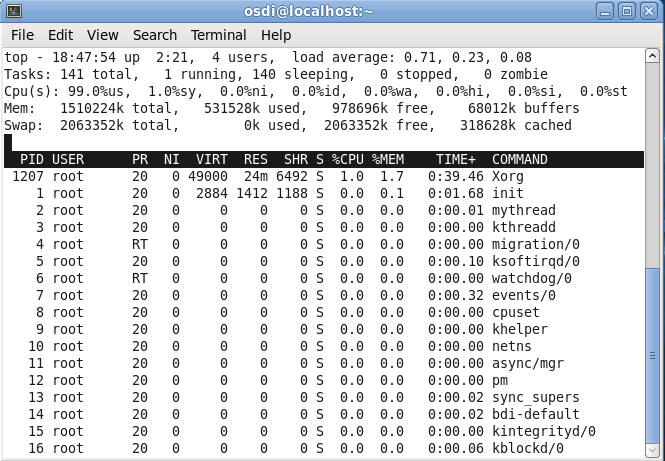 osdi@localhost:~
File Edit View Search Terminal Help
top - 18:47:54 up  2:21,  4 users,  load average: 0.71, 0.23, 0.08
Tasks: 141 total,   1 running, 140 sleeping,   0 stopped,   0 zombie
Cpu(s): 99.0%us,  1.0%sy,  0.0%ni,  0.0%id,  0.0%wa,  0.0%hi,  0.0%si,  0.0%st
Mem:   1510224k total,   531528k used,   978696k free,    68012k buffers
Swap:  2063352k total,        0k used,  2063352k free,   318628k cached
  PID USER      PR  NI  VIRT  RES  SHR S %CPU %MEM    TIME+  COMMAND
 1207 root      20   0 49000  24m 6492 S  1.0  1.7   0:39.46 Xorg
    1 root      20   0  2884 1412 1188 S  0.0  0.1   0:01.68 init
    2 root      20   0     0    0    0 S  0.0  0.0   0:00.01 mythread
    3 root      20   0     0    0    0 S  0.0  0.0   0:00.00 kthreadd
    4 root      RT   0     0    0    0 S  0.0  0.0   0:00.00 migration/0
    5 root      20   0     0    0    0 S  0.0  0.0   0:00.10 ksoftirqd/0
    6 root      RT   0     0    0    0 S  0.0  0.0   0:00.00 watchdog/0
    7 root      20   0     0    0    0 S  0.0  0.0   0:00.32 events/0
    8 root      20   0     0    0    0 S  0.0  0.0   0:00.00 cpuset
    9 root      20   0     0    0    0 S  0.0  0.0   0:00.00 khelper
   10 root      20   0     0    0    0 S  0.0  0.0   0:00.00 netns
   11 root      20   0     0    0    0 S  0.0  0.0   0:00.00 async/mgr
   12 root      20   0     0    0    0 S  0.0  0.0   0:00.00 pm
   13 root      20   0     0    0    0 S  0.0  0.0   0:00.02 sync_supers
   14 root      20   0     0    0    0 S  0.0  0.0   0:00.02 bdi-default
   15 root      20   0     0    0    0 S  0.0  0.0   0:00.00 kintegrityd/0
   16 root      20   0     0    0    0 S  0.0  0.0   0:00.06 kblockd/0